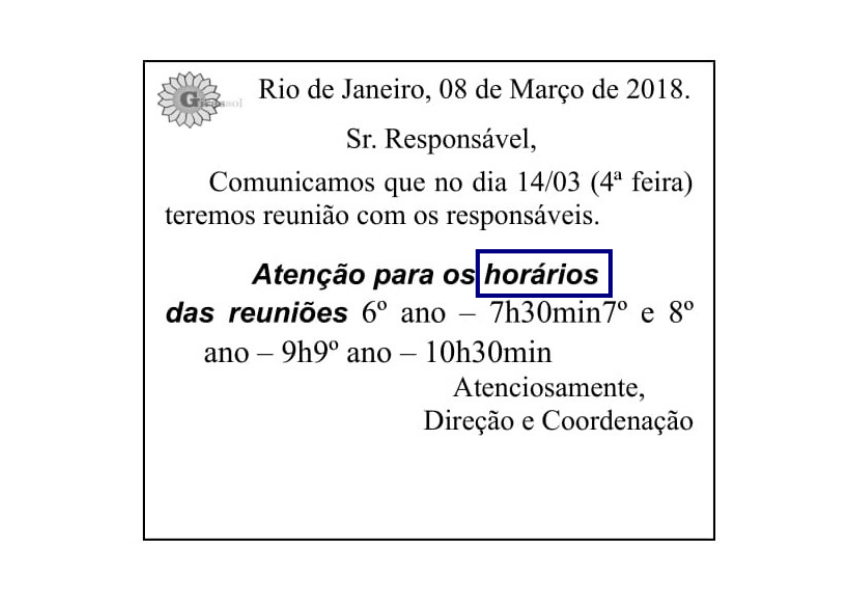 Rio de Janeiro, 08 de Março de 2018.
Sr. Responsável,
Comunicamos que no dia 14/03 (4ª feira)
teremos reunião com os responsáveis.
Atenção para os horários
das reuniões 6º ano – 7h30min7º e 8º
ano – 9h9º ano – 10h30min
Atenciosamente,
Direção e Coordenação